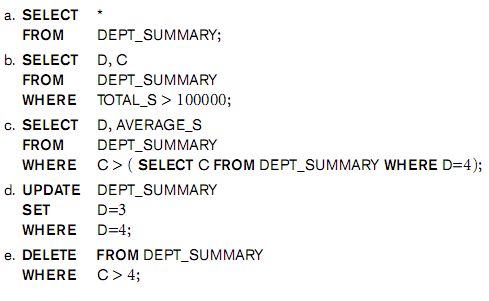 a. SELECT *
FROM DEPT_SUMMARY;
b. SELECT D, C
FROM DEPT_SUMMARY
WHERE TOTAL_S > 100000;
c. SELECT D, AVERAGE_S
FROM DEPT_SUMMARY
WHERE C > ( SELECT C FROM DEPT_SUMMARY WHERE D=4);
d. UPDATE DEPT_SUMMARY
SET D=3
WHERE D=4;
e. DELETE FROM DEPT_SUMMARY
WHERE C > 4;